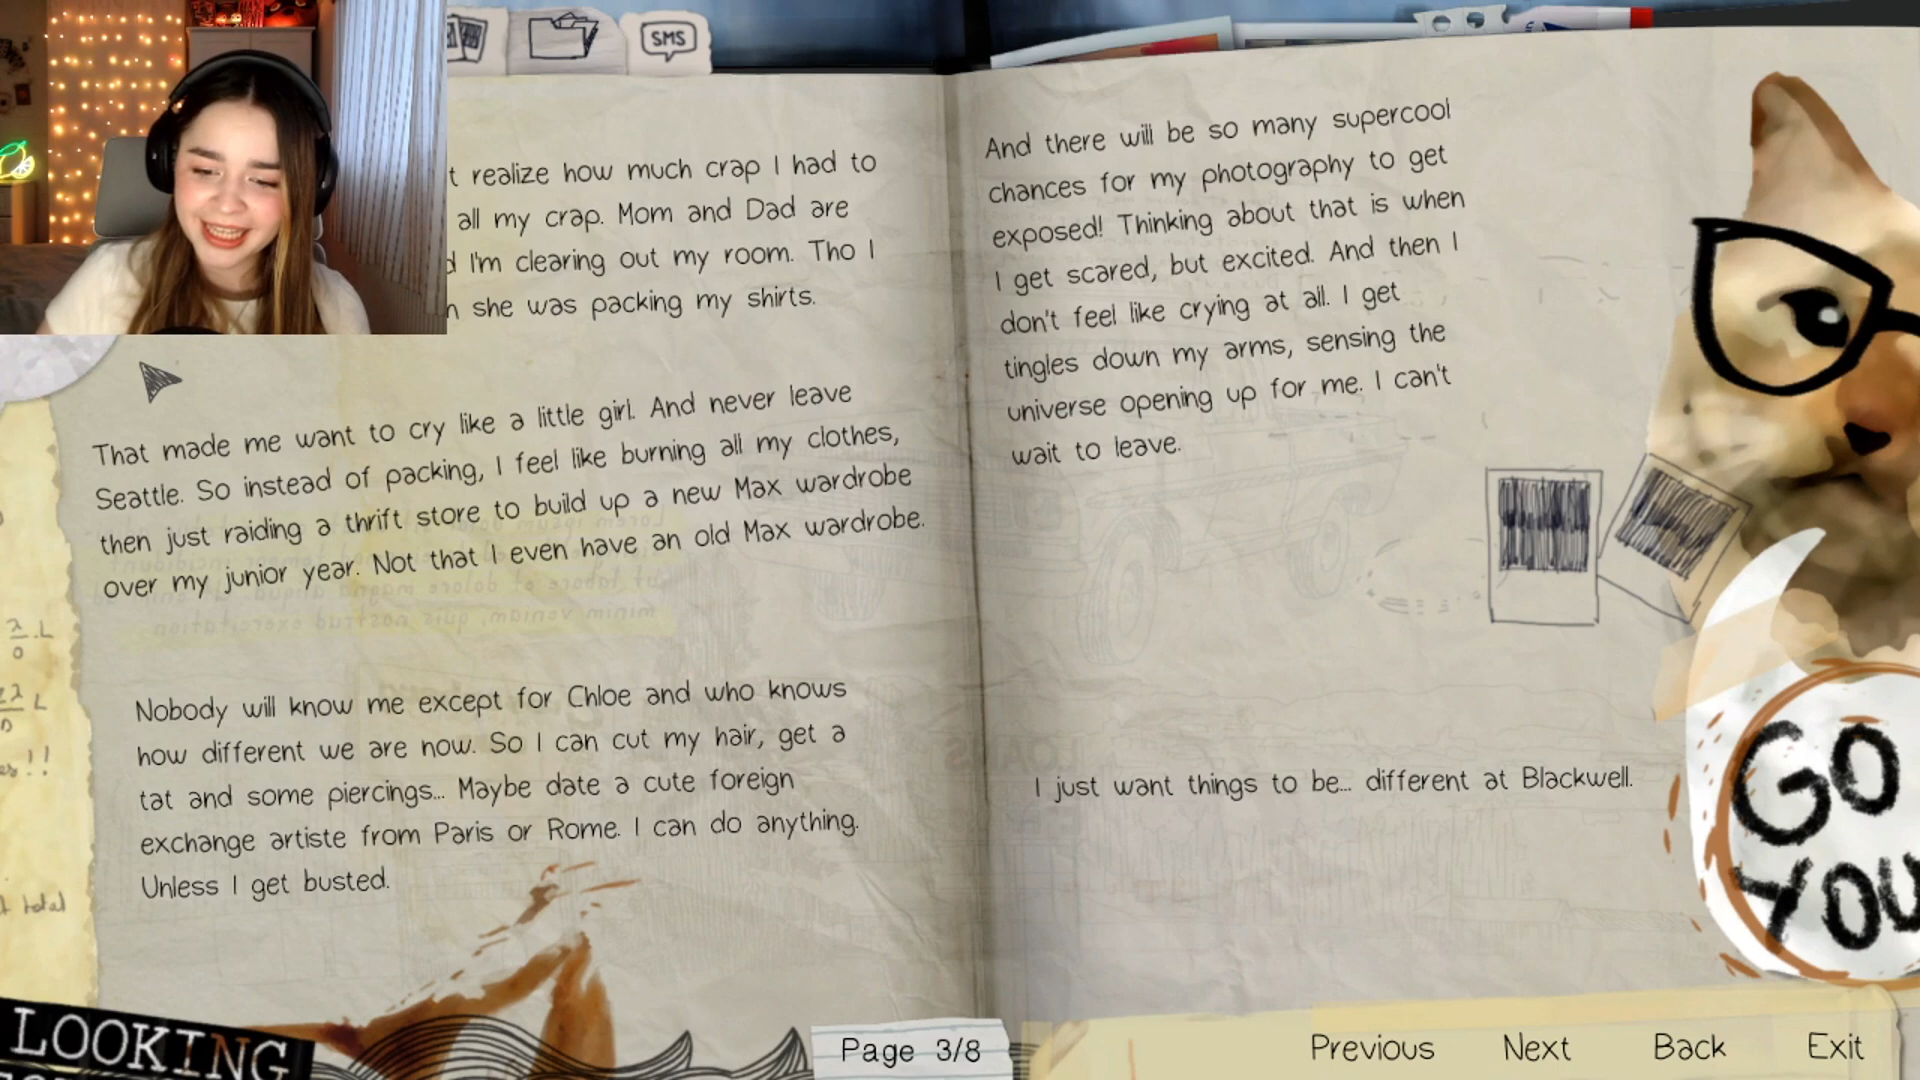 SMS
t realize how much crap I had to
all my crap. Mom and Dad are
d I'm clearing out my room. Tho I
n she was packing my shirts.
That made me want to cry like a little girl. And never leave
Seattle. So instead of packing, I feel like burning all my clothes,
then just raiding a thrift store to build up a new Max wardrobe
over my junior year. Not that I even have an old Max wardrobe.
Nobody will know me except for Chloe and who knows
how different we are now. So I can cut my hair, get a
tat and some piercings... Maybe date a cute foreign
exchange artiste from Paris or Rome. I can do anything.
Unless I get busted.
And there will be so many supercool
chances for my photography to get
exposed! Thinking about that is when
I get scared, but excited. And then I
don't feel like crying at all. I get
tingles down my arms, sensing the
universe opening up for me. I can't
wait to leave.
I just want things to be... different at Blackwell.
GO
YOU
total
LOOKING
Page 3/8
Previous Next Back Exit